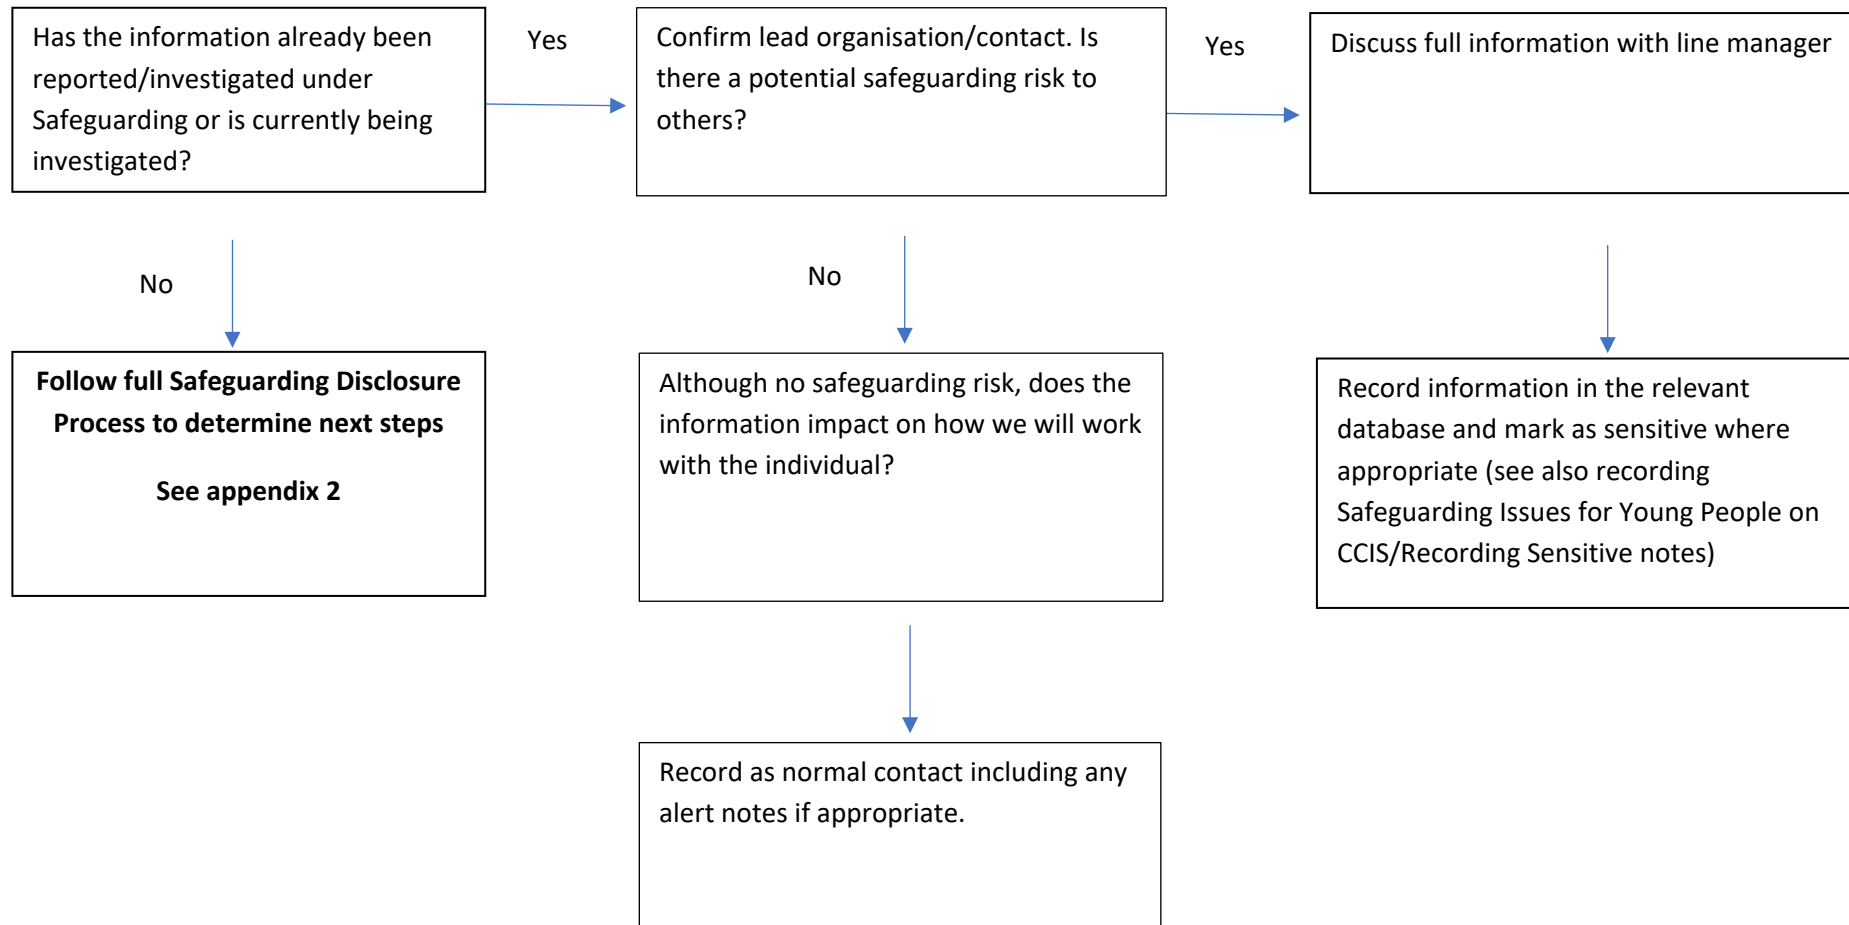 Has the information already been
reported/investigated under
Safeguarding or is currently being
investigated?
Yes
Confirm lead organisation/contact. Is
there a potential safeguarding risk to
others?
Yes
Discuss full information with line manager
No
No
Follow full Safeguarding Disclosure
Process to determine next steps
See appendix 2
Although no safeguarding risk, does the
information impact on how we will work
with the individual?
Record information in the relevant
database and mark as sensitive where
appropriate (see also recording
Safeguarding Issues for Young People on
CCIS/Recording Sensitive notes)
Record as normal contact including any
alert notes if appropriate.